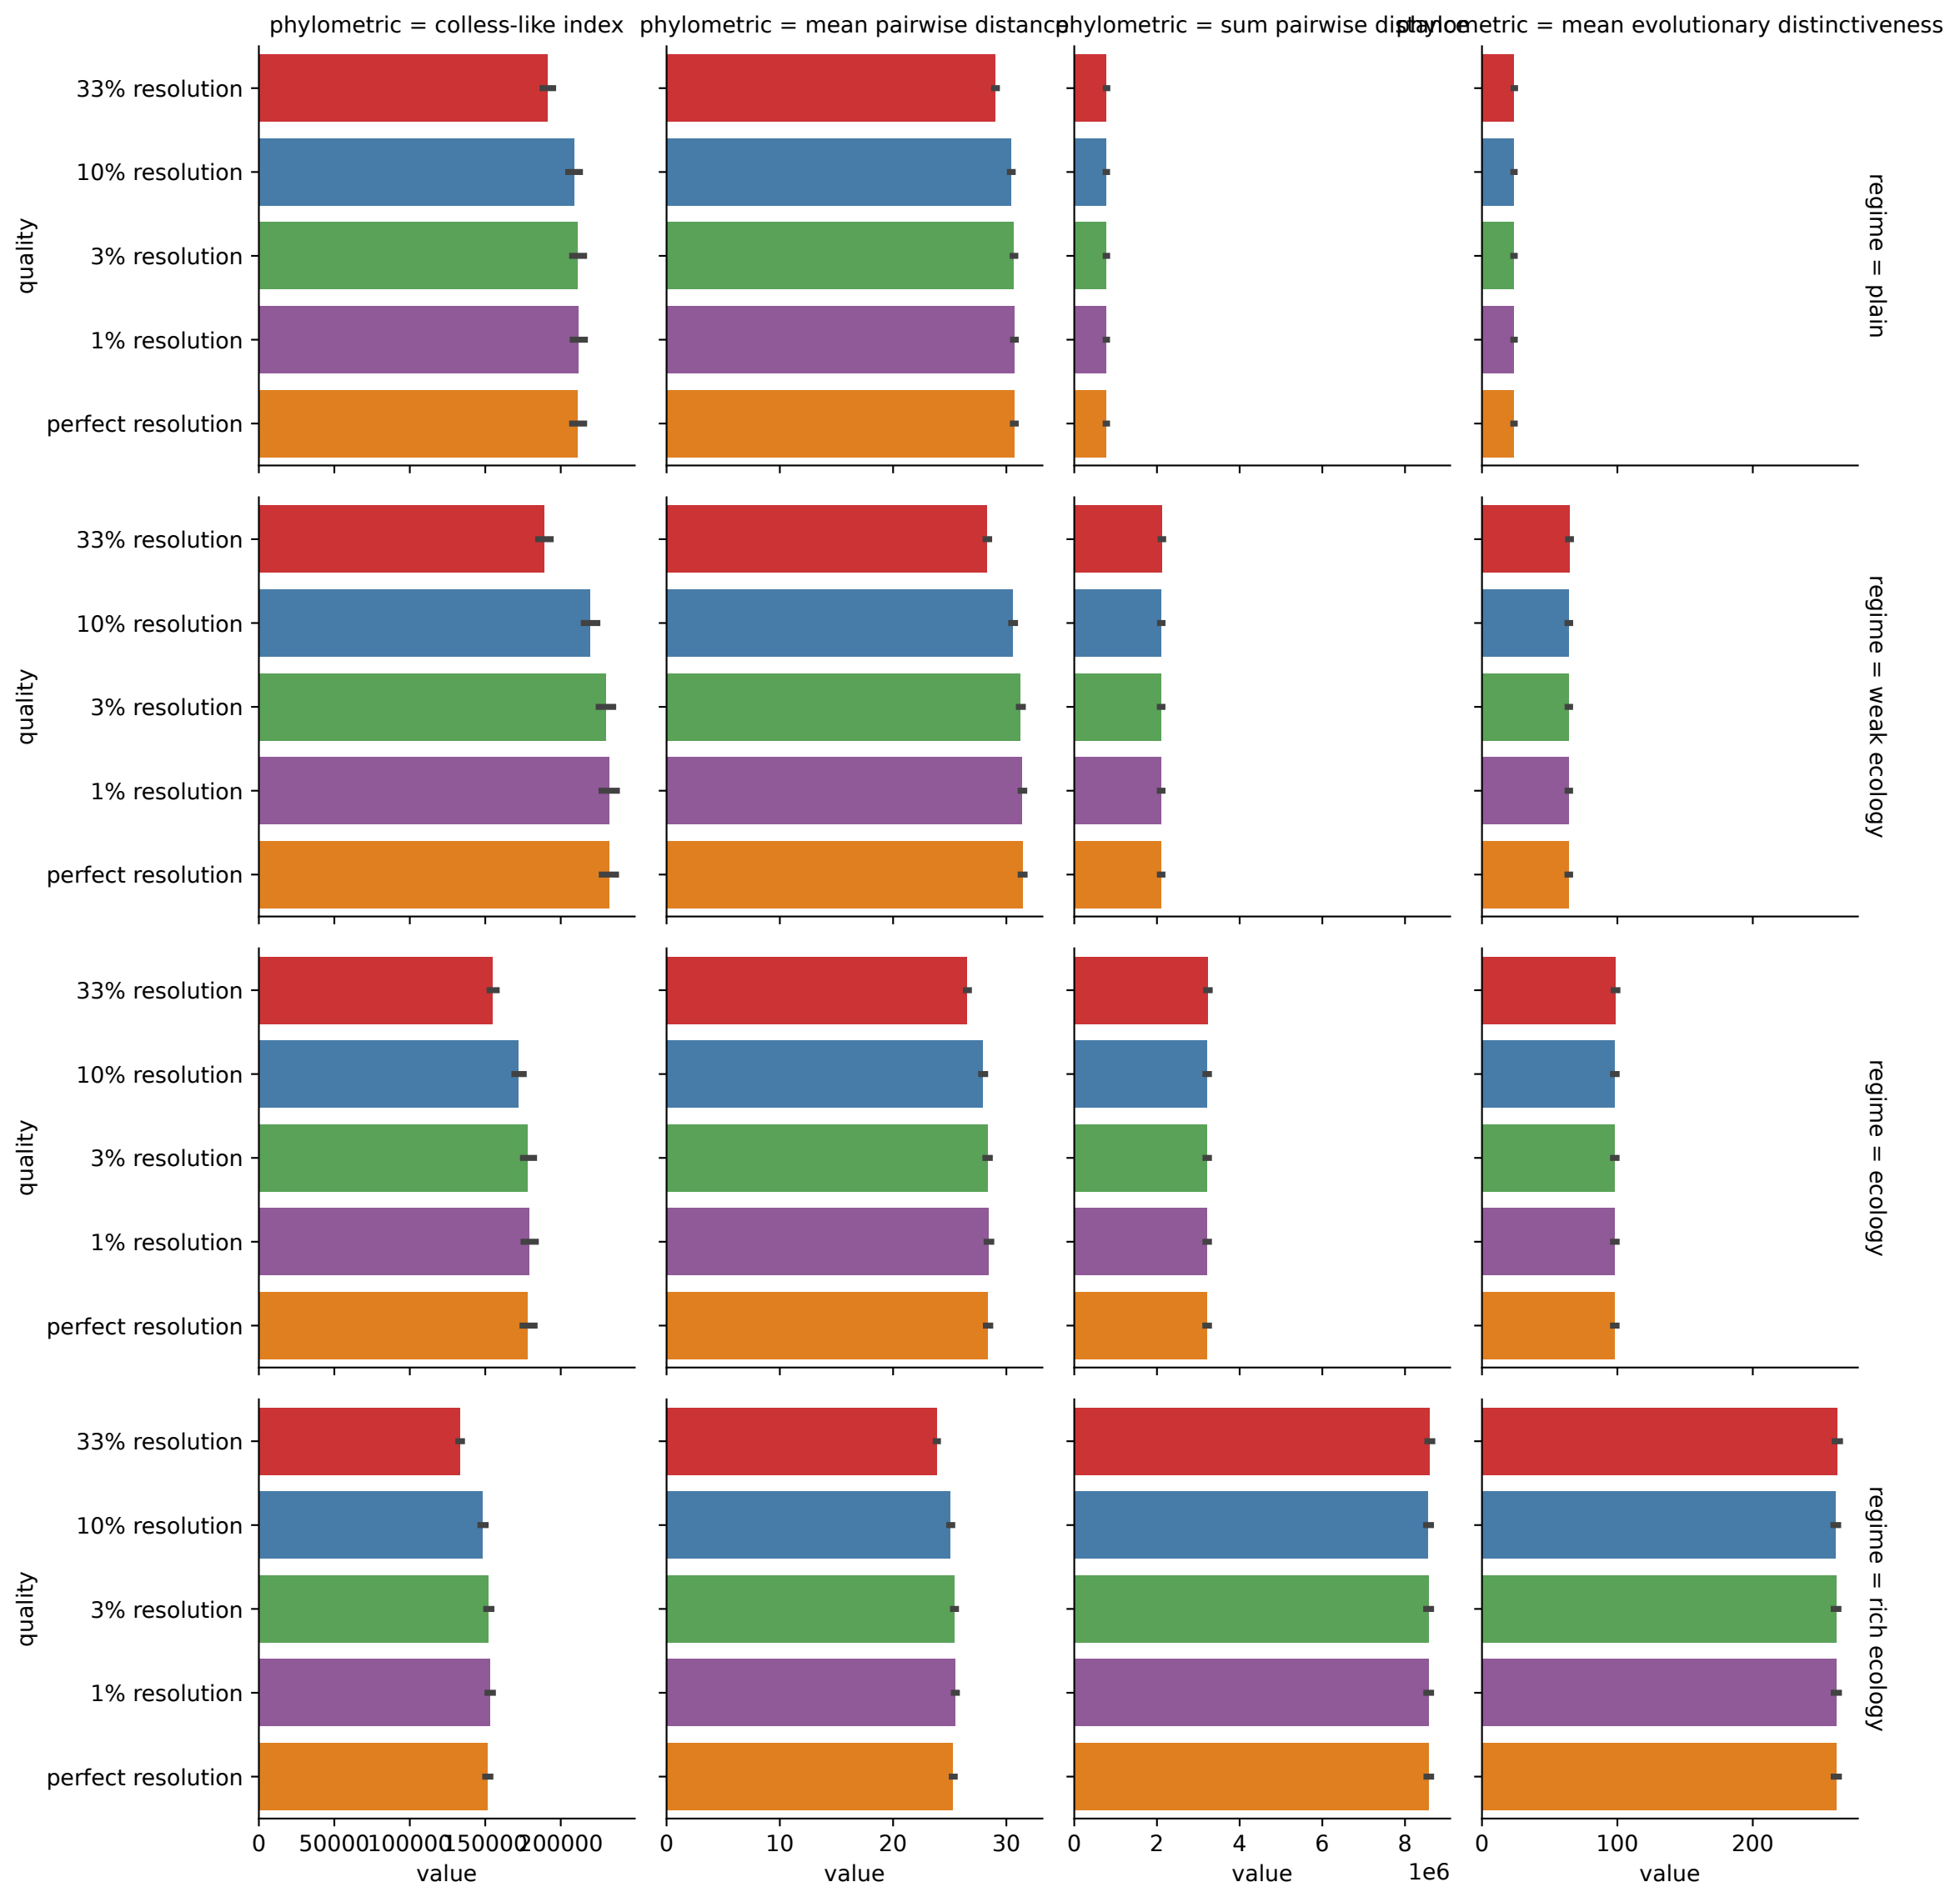 phylometric = colless-like index
phylometric = mean pairwise distance
phylometric = sum pairwise distance
phylometric = mean evolutionary distinctiveness
quality
33% resolution
10% resolution
3% resolution
1% resolution
perfect resolution
regime = plain
quality
33% resolution
10% resolution
3% resolution
1% resolution
perfect resolution
regime = weak ecology
quality
33% resolution
10% resolution
3% resolution
1% resolution
perfect resolution
regime = ecology
quality
33% resolution
10% resolution
3% resolution
1% resolution
perfect resolution
regime = rich ecology
0 50000 100000 150000 200000
value
0 10 20 30
value
0 2 4 6 8
1e6
value
0 100 200
value